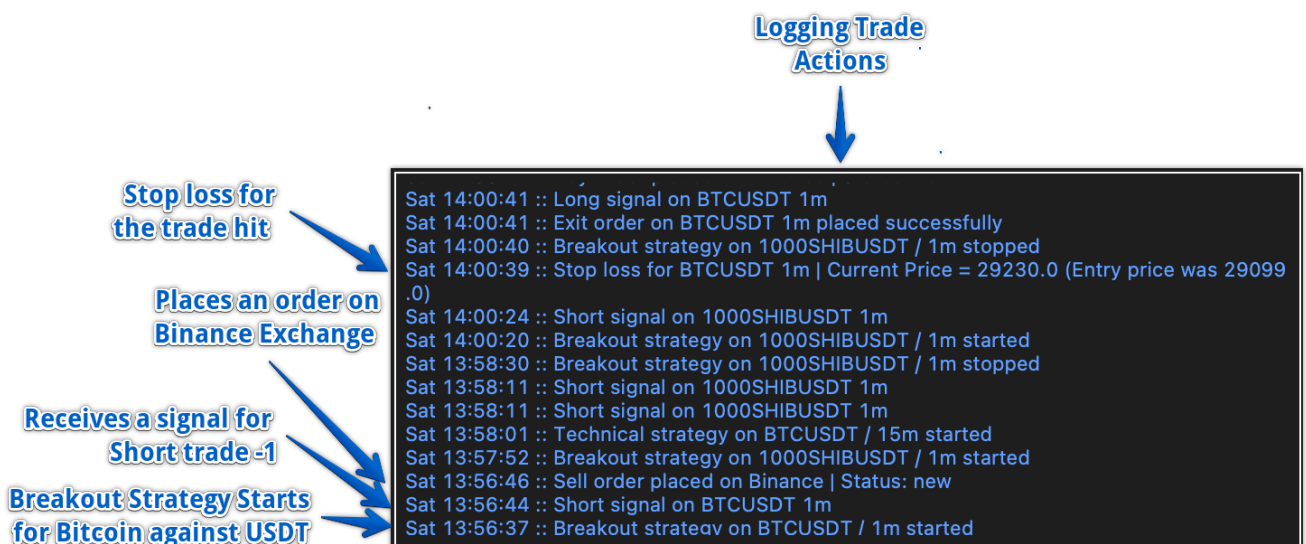 Logging Trade
Actions
Stop loss for
the trade hit
Places an order on
Binance Exchange
Receives a signal for
Short trade -1
Breakout Strategy Starts
for Bitcoin against USDT
Sat 14:00:41 :: Long signal on BTCUSDT 1m
Sat 14:00:41 :: Exit order on BTCUSDT 1m placed successfully
Sat 14:00:40 :: Breakout strategy on 1000SHIBUSDT / 1m stopped
Sat 14:00:39 :: Stop loss for BTCUSDT 1m | Current Price = 29230.0 (Entry price was 29099
.0)
Sat 14:00:24 :: Short signal on 1000SHIBUSDT 1m
Sat 14:00:20 :: Breakout strategy on 1000SHIBUSDT / 1m started
Sat 13:58:30 :: Breakout strategy on 1000SHIBUSDT / 1m stopped
Sat 13:58:11 :: Short signal on 1000SHIBUSDT 1m
Sat 13:58:11 :: Short signal on 1000SHIBUSDT 1m
Sat 13:58:01 :: Technical strategy on BTCUSDT / 15m started
Sat 13:57:52 :: Breakout strategy on 1000SHIBUSDT / 1m started
Sat 13:56:46 :: Sell order placed on Binance | Status: new
Sat 13:56:44 :: Short signal on BTCUSDT 1m
Sat 13:56:37 :: Breakout strategy on BTCUSDT / 1m started